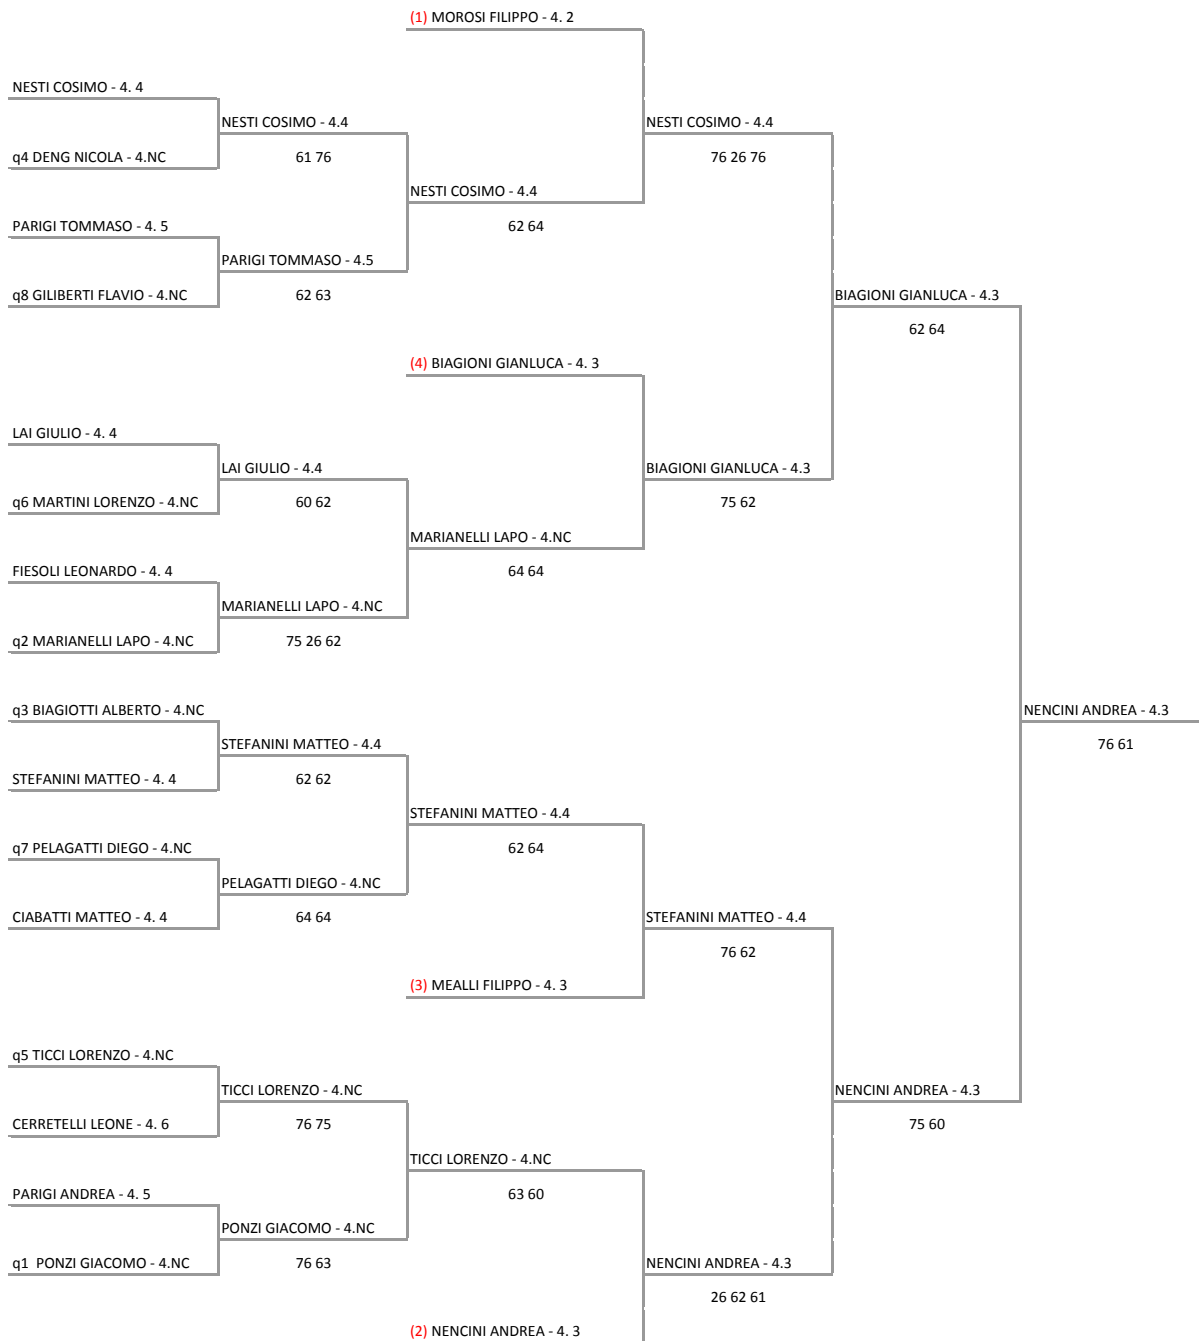 (1) MOROSI FILIPPO - 4. 2
NESTI COSIMO - 4. 4
NESTI COSIMO - 4.4
NESTI COSIMO - 4.4
q4 DENG NICOLA - 4.NC
61 76
76 26 76
NESTI COSIMO - 4.4
PARIGI TOMMASO - 4. 5
62 64
PARIGI TOMMASO - 4.5
q8 GILIBERTI FLAVIO - 4.NC
62 63
BIAGIONI GIANLUCA - 4.3
62 64
(4) BIAGIONI GIANLUCA - 4. 3
LAI GIULIO - 4. 4
LAI GIULIO - 4.4
BIAGIONI GIANLUCA - 4.3
q6 MARTINI LORENZO - 4.NC
60 62
75 62
MARIANELLI LAPO - 4.NC
FIESOLI LEONARDO - 4. 4
64 64
MARIANELLI LAPO - 4.NC
q2 MARIANELLI LAPO - 4.NC
75 26 62
q3 BIAGIOTTI ALBERTO - 4.NC
NENCINI ANDREA - 4.3
STEFANINI MATTEO - 4.4
76 61
STEFANINI MATTEO - 4. 4
62 62
STEFANINI MATTEO - 4.4
q7 PELAGATTI DIEGO - 4.NC
62 64
PELAGATTI DIEGO - 4.NC
CIABATTI MATTEO - 4. 4
64 64
STEFANINI MATTEO - 4.4
76 62
(3) MEALLI FILIPPO - 4. 3
q5 TICCI LORENZO - 4.NC
TICCI LORENZO - 4.NC
NENCINI ANDREA - 4.3
CERRETELLI LEONE - 4. 6
76 75
75 60
TICCI LORENZO - 4.NC
PARIGI ANDREA - 4. 5
63 60
PONZI GIACOMO - 4.NC
q1 PONZI GIACOMO - 4.NC
76 63
NENCINI ANDREA - 4.3
26 62 61
(2) NENCINI ANDREA - 4. 3